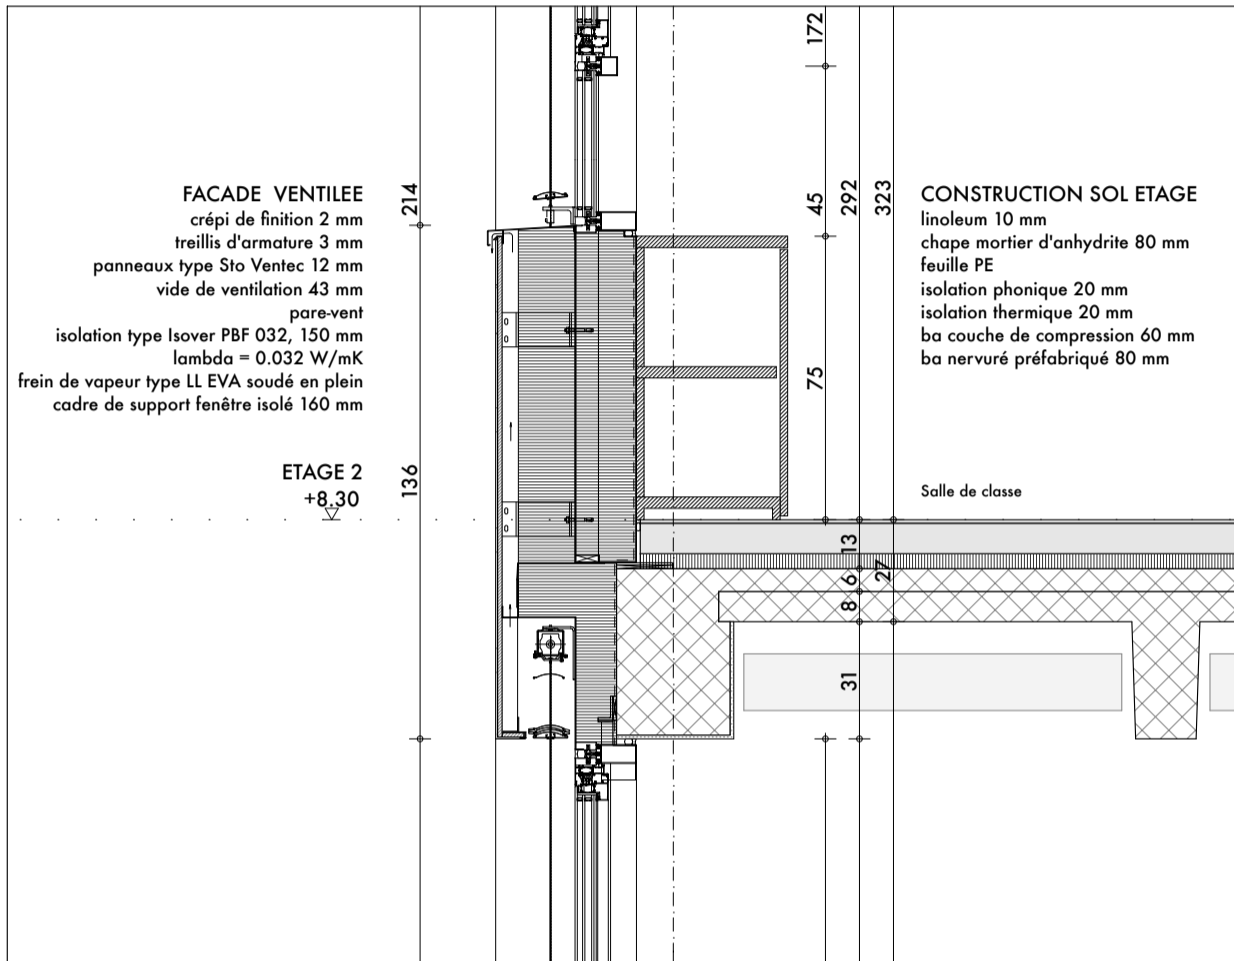 FACADE VENTILEE
crépi de finition 2 mm
treillis d'armature 3 mm
panneaux type Sto Ventec 12 mm
vide de ventilation 43 mm
pare-vent
isolation type Isover PBF 032, 150 mm
lambda = 0.032 W/mK
frein de vapeur type LL EVA soudé en plein
cadre de support fenêtre isolé 160 mm
ETAGE 2
+8.30
214
136
172
45
75
292
323
13
6
8
27
31
CONSTRUCTION SOL ETAGE
linoleum 10 mm
chape mortier d'anhydrite 80 mm
feuille PE
isolation phonique 20 mm
isolation thermique 20 mm
ba couche de compression 60 mm
ba nervuré préfabriqué 80 mm
Salle de classe